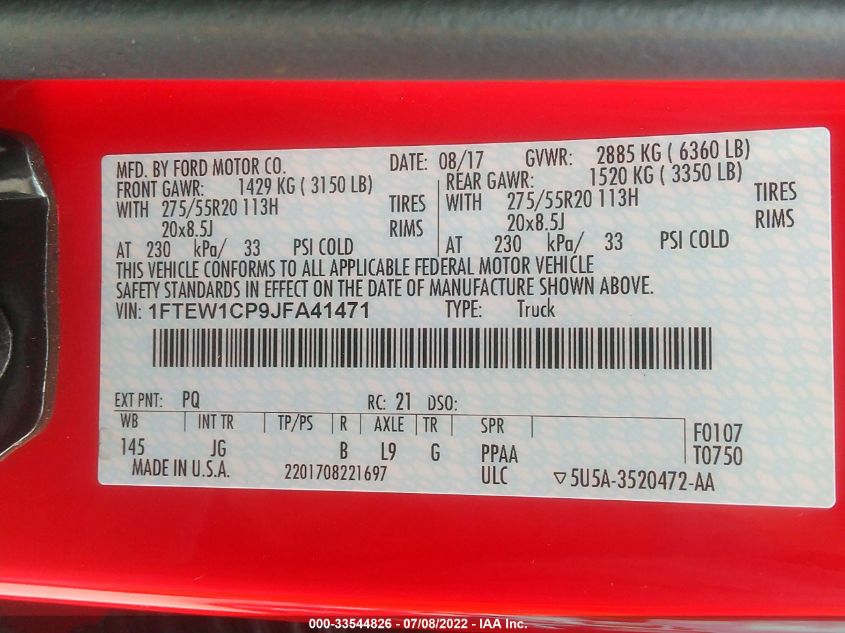 MFD. BY FORD MOTOR CO. DATE: 08/17 GVWR: 2885 KG ( 6360 LB)
FRONT GAWR: 1429 KG ( 3150 LB) REAR GAWR: 1520 KG ( 3350 LB)
WITH 275/55R20 113H TIRES WITH 275/55R20 113H TIRES
20x8.5J RIMS 20x8.5J RIMS
AT 230 kPa/ 33 PSI COLD AT 230 kPa/ 33 PSI COLD
THIS VEHICLE CONFORMS TO ALL APPLICABLE FEDERAL MOTOR VEHICLE
SAFETY STANDARDS IN EFFECT ON THE DATE OF MANUFACTURE SHOWN ABOVE.
VIN: 1FTEW1CP9JFA41471 TYPE: Truck
EXT PNT: PQ RC: 21 DSO:
WB INT TR TP/PS R AXLE TR SPR F0107
145 JG B L9 G PPAA T0750
MADE IN U.S.A. 2201708221697 ULC ▽5U5A-3520472-AA
000-33544826 - 07/08/2022 - IAA Inc.